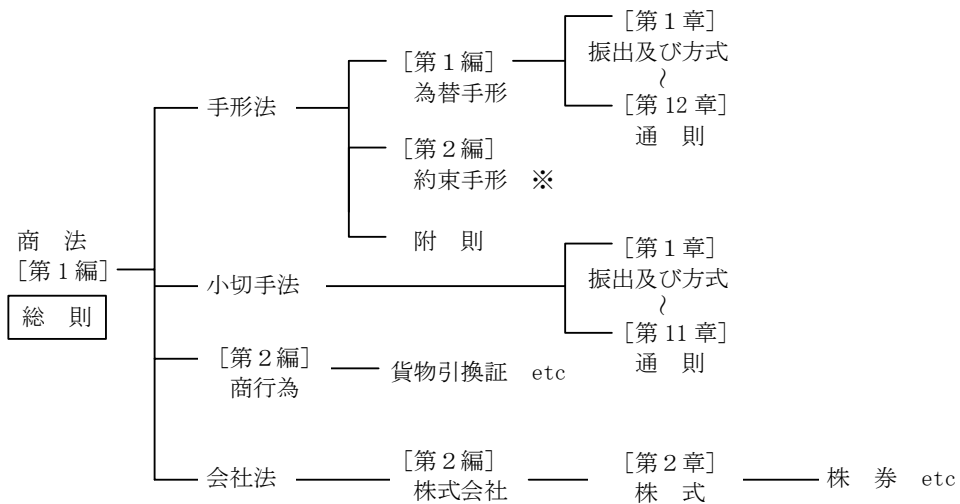 商　法
［第１編］
総　則
手形法
［第１編］
為替手形
［第１章］
振出及び方式
～
［第 12 章］
通　則
［第２編］
約束手形　※
附　則
小切手法
［第１章］
振出及び方式
～
［第 11 章］
通　則
［第２編］
商行為
貨物引換証　etc
会社法
［第２編］
株式会社
［第２章］
株　式
株　券　etc